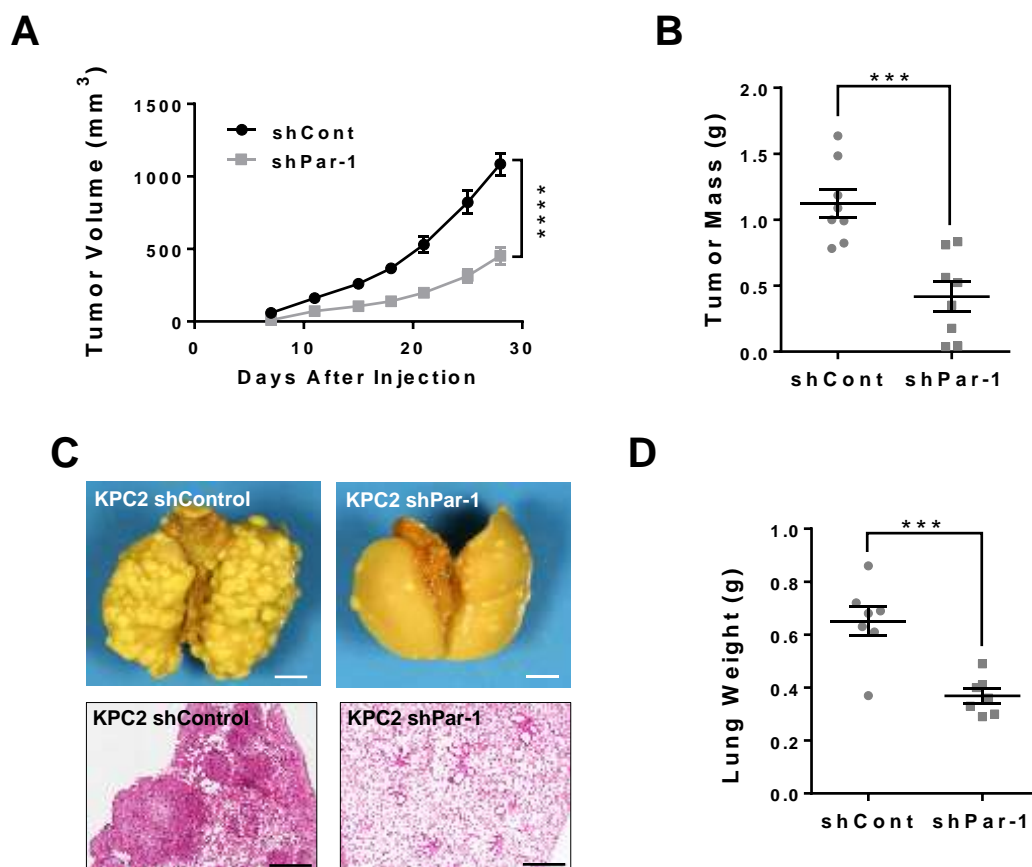 A
Tumor Volume (mm3)
1500
1000
500
0
0 10 20 30
Days After Injection
shCont
shPar-1
****
B
Tumor Mass (g)
2.0
1.5
1.0
0.5
0.0
***
shCont shPar-1
C
KPC2 shControl KPC2 shPar-1
KPC2 shControl KPC2 shPar-1
D
Lung Weight (g)
1.0
0.8
0.6
0.4
0.2
0.0
***
shCont shPar-1